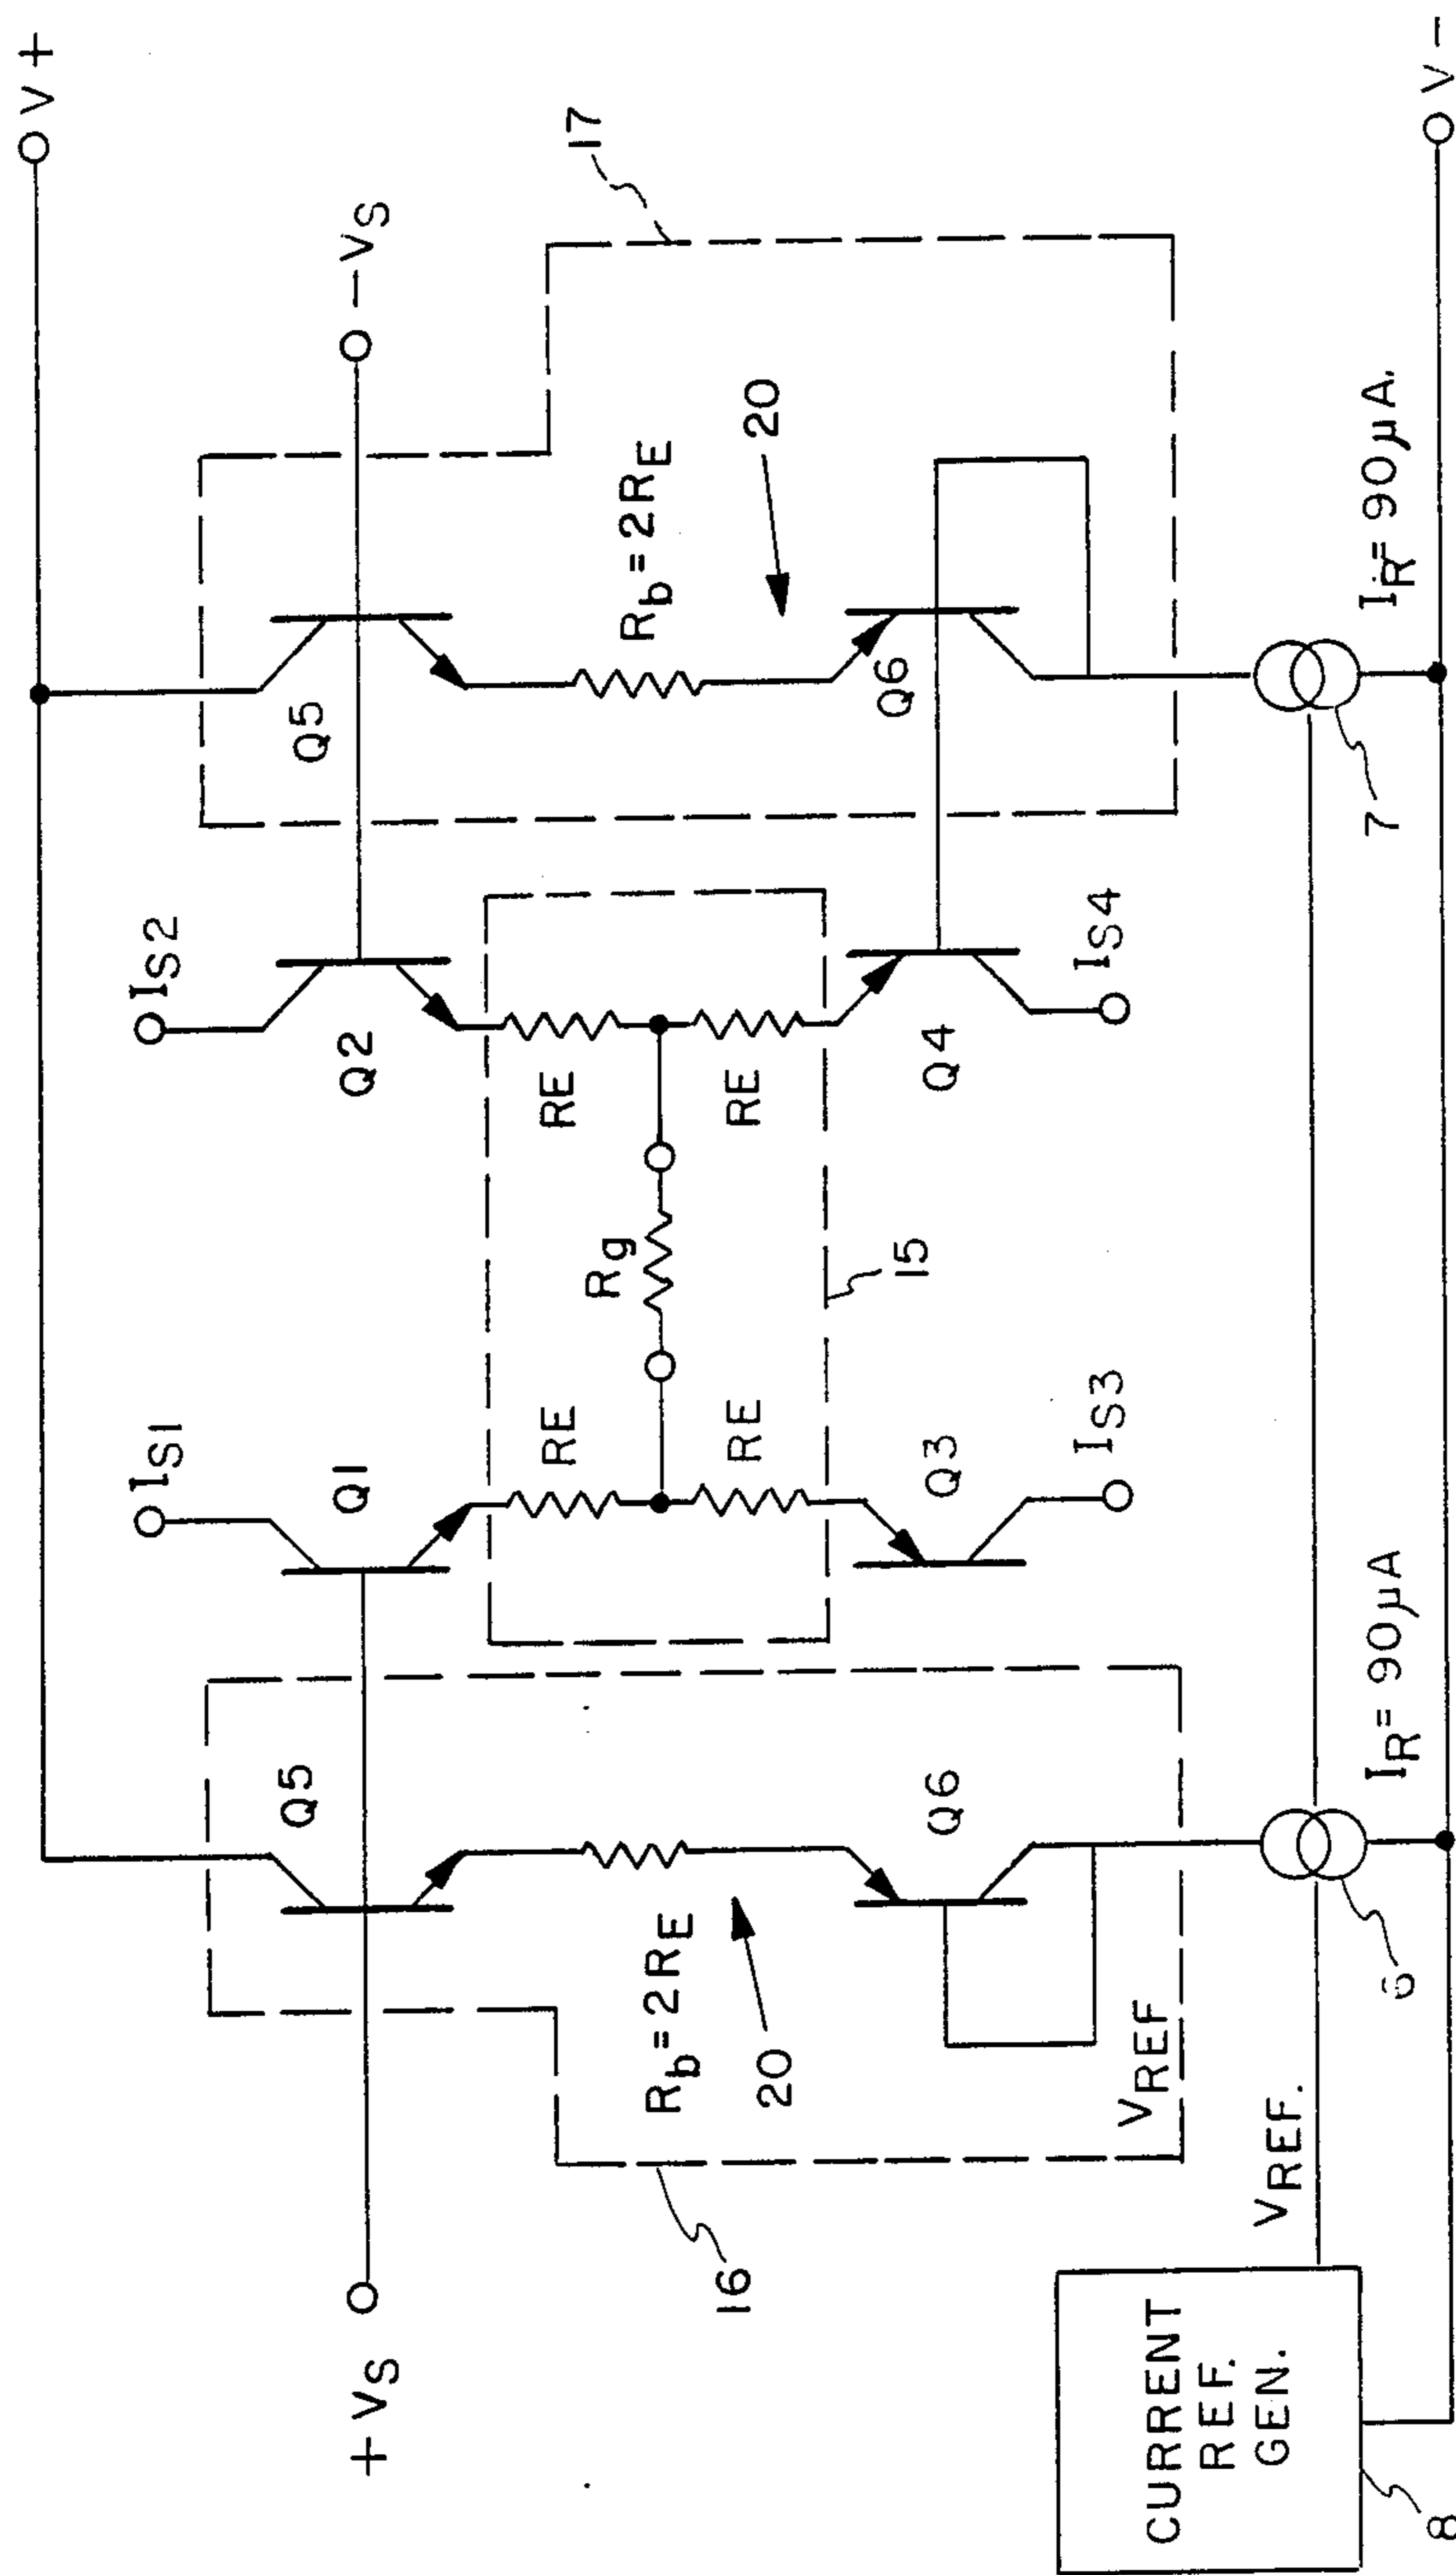 V +
+ VS
− VS
IS1
IS2
Q5
Q1
Q2
Q5
17
Rb = 2RE
RE
RE
Rb = 2RE
20
Rg
20
RE
RE
16
15
Q6
Q3
Q4
Q6
VREF
IS3
IS4
VREF.
CURRENT
REF.
GEN.
6
7
IR = 90µA
IR = 90µA.
8
V −